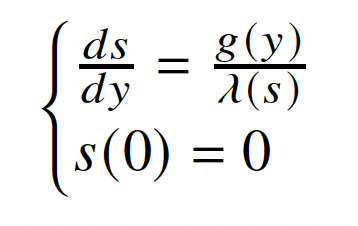 ds/dy = g(y)/λ(s)
s(0) = 0